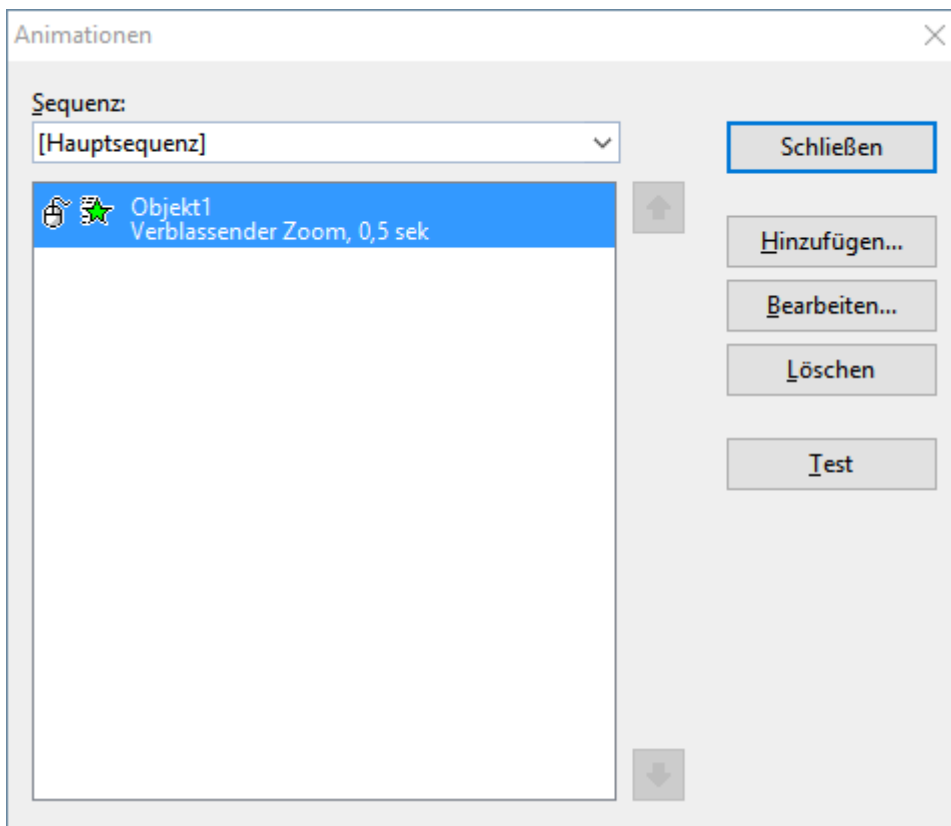 Animationen
Sequenz:
[Hauptsequenz]
Schließen
Objekt1
Verblassender Zoom, 0,5 sek
Hinzufügen...
Bearbeiten...
Löschen
Test